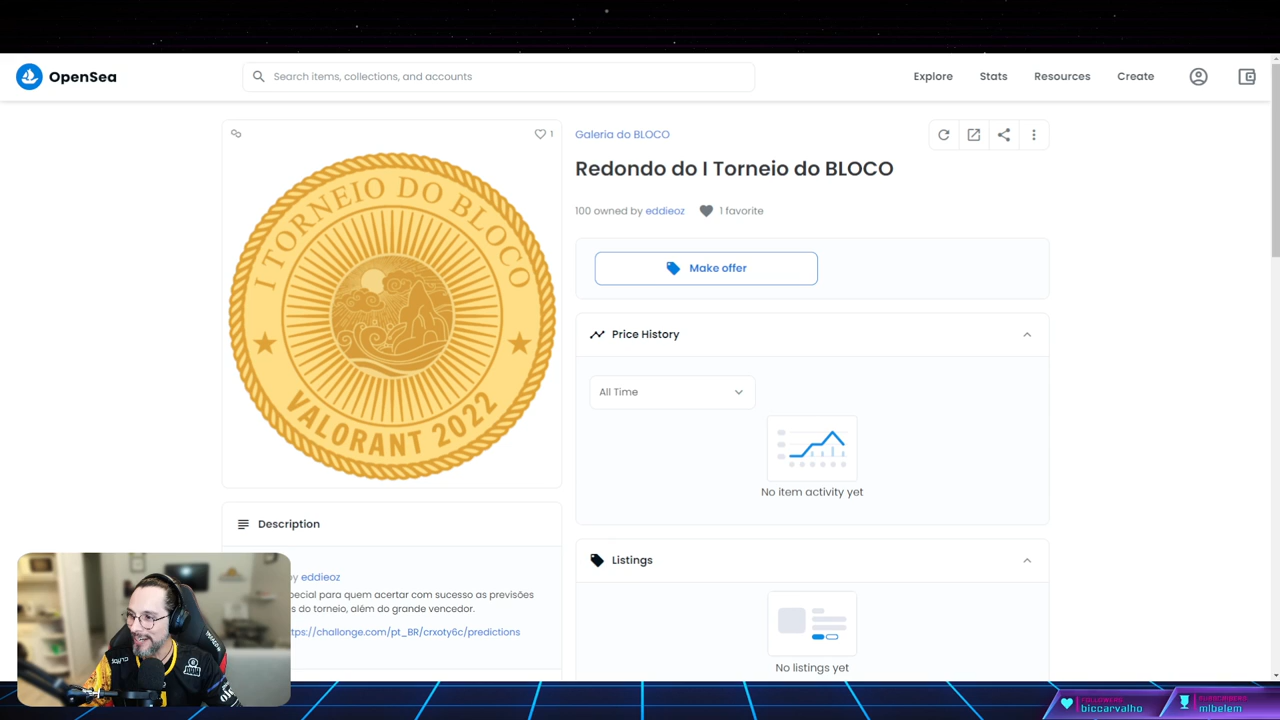 OpenSea
Search items, collections, and accounts
Explore
Stats
Resources
Create
1
I TORNEIO DO BLOCO
VALORANT 2022
Galeria do BLOCO
Redondo do I Torneio do BLOCO
100 owned by eddieoz
1 favorite
Make offer
Price History
All Time
No item activity yet
Listings
No listings yet
Description
by eddieoz
pecial para quem acertar com sucesso as previsões
s do torneio, além do grande vencedor.
tps://challonge.com/pt_BR/crxoty6c/predictions
biccarvalho
mlbelem